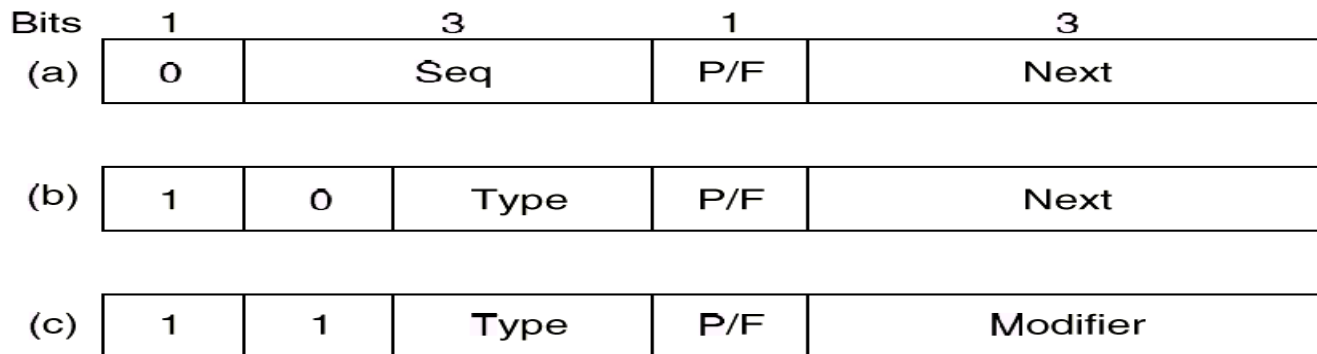 Bits 1 3 1 3
(a) 0 Seq P/F Next
(b) 1 0 Type P/F Next
(c) 1 1 Type P/F Modifier